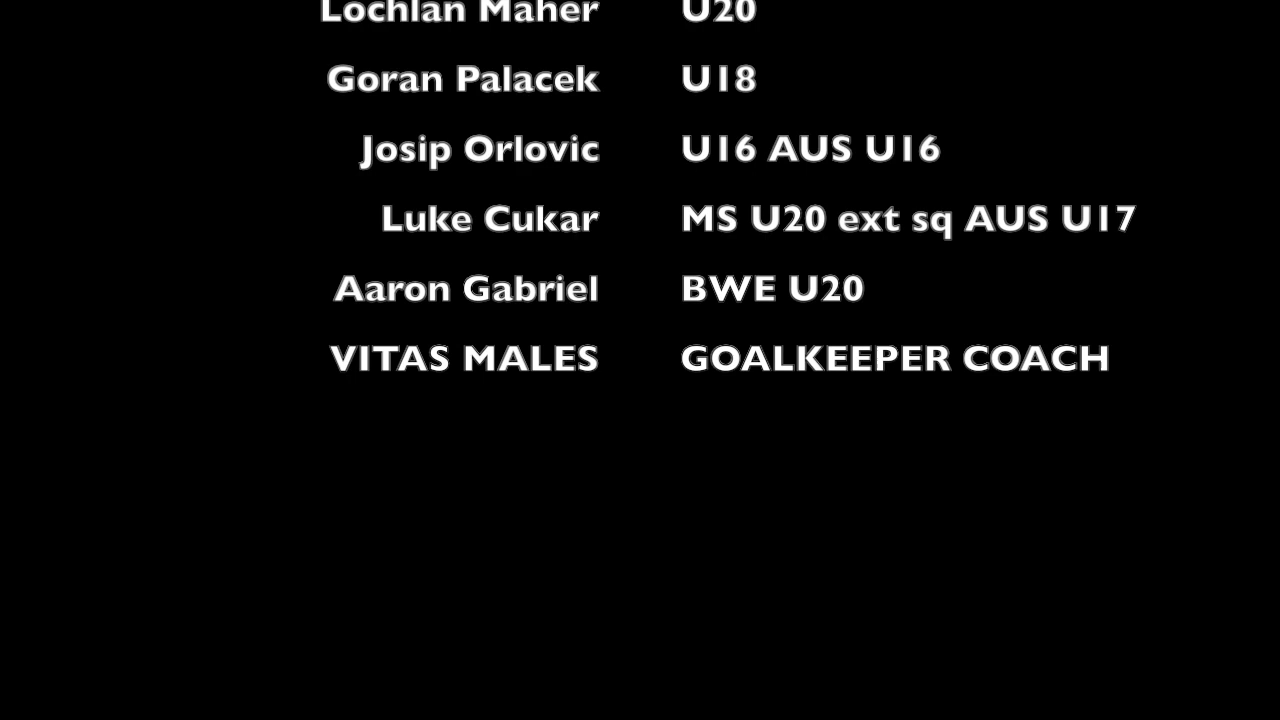 Lochlan Maher U20
Goran Palacek U18
Josip Orlovic U16 AUS U16
Luke Cukar MS U20 ext sq AUS U17
Aaron Gabriel BWE U20
VITAS MALES GOALKEEPER COACH